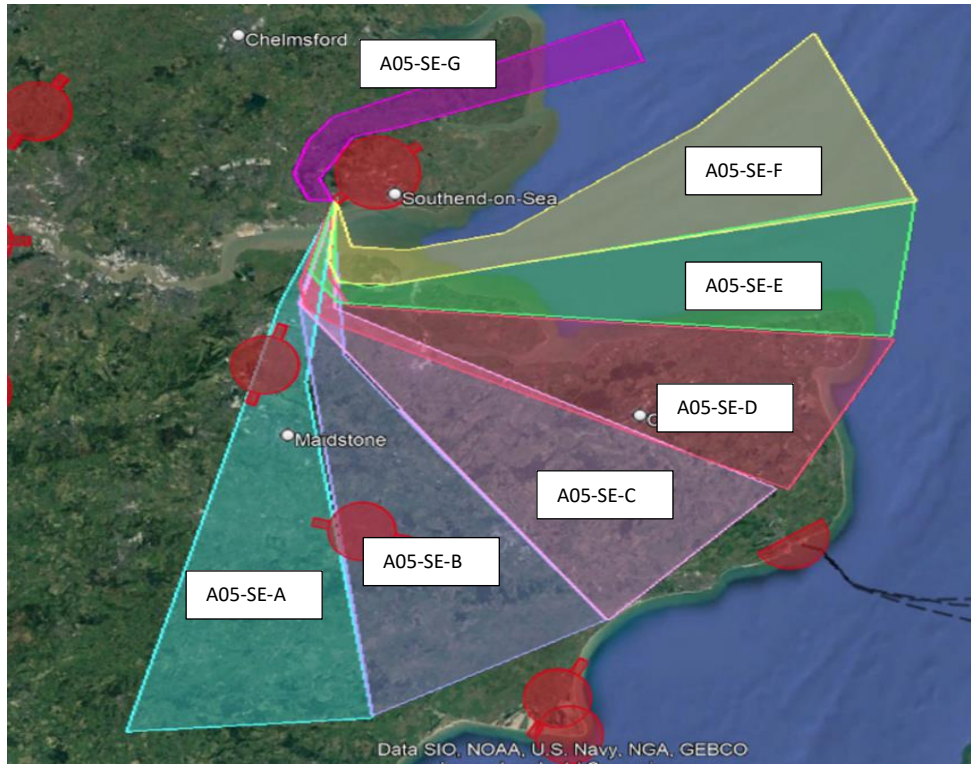 Chelmsford
A05-SE-G
A05-SE-F
Southend-on-Sea
A05-SE-E
A05-SE-D
Maidstone
A05-SE-C
A05-SE-B
A05-SE-A
Data SIO, NOAA, U.S. Navy, NGA, GEBCO